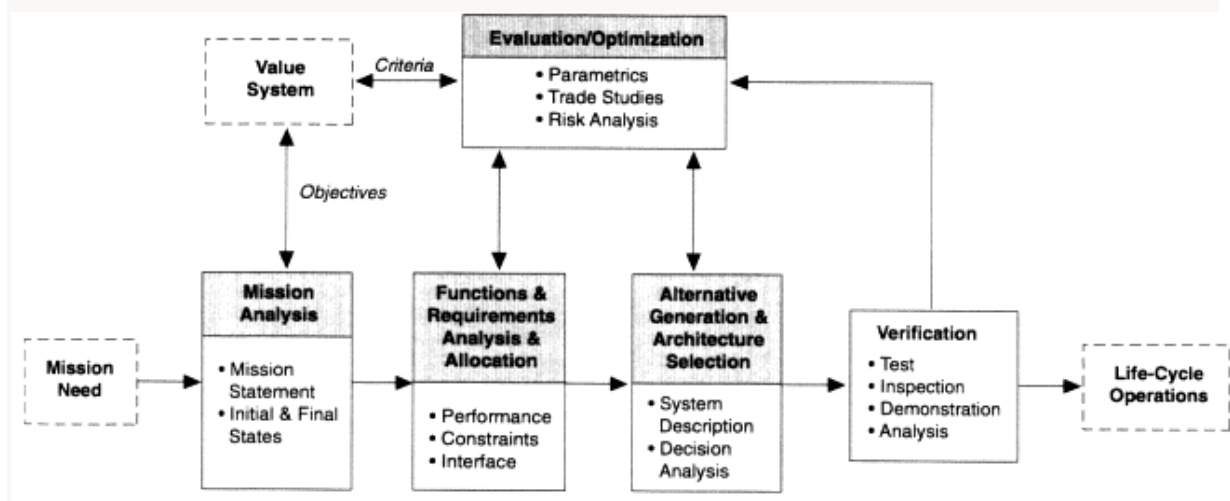 Evaluation/Optimization
• Parametrics
• Trade Studies
• Risk Analysis
Value
System
Criteria
Objectives
Mission
Need
Mission
Analysis
• Mission
Statement
• Initial & Final
States
Functions &
Requirements
Analysis &
Allocation
• Performance
• Constraints
• Interface
Alternative
Generation &
Architecture
Selection
• System
Description
• Decision
Analysis
Verification
• Test
• Inspection
• Demonstration
• Analysis
Life-Cycle
Operations